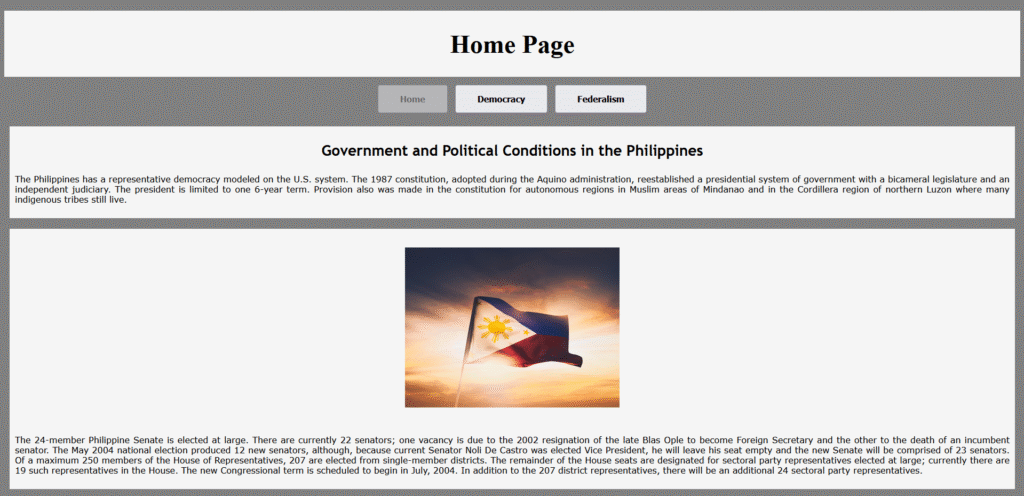 Home Page
Home
Democracy
Federalism
Government and Political Conditions in the Philippines
The Philippines has a representative democracy modeled on the U.S. system. The 1987 constitution, adopted during the Aquino administration, reestablished a presidential system of government with a bicameral legislature and an
independent judiciary. The president is limited to one 6-year term. Provision also was made in the constitution for autonomous regions in Muslim areas of Mindanao and in the Cordillera region of northern Luzon where many
indigenous tribes still live.
The 24-member Philippine Senate is elected at large. There are currently 22 senators; one vacancy is due to the 2002 resignation of the late Blas Ople to become Foreign Secretary and the other to the death of an incumbent
senator. The May 2004 national election produced 12 new senators, although, because current Senator Noli De Castro was elected Vice President, he will leave his seat empty and the new Senate will be comprised of 23 senators.
Of a maximum 250 members of the House of Representatives, 207 are elected from single-member districts. The remainder of the House seats are designated for sectoral party representatives elected at large; currently there are
19 such representatives in the House. The new Congressional term is scheduled to begin in July, 2004. In addition to the 207 district representatives, there will be an additional 24 sectoral party representatives.